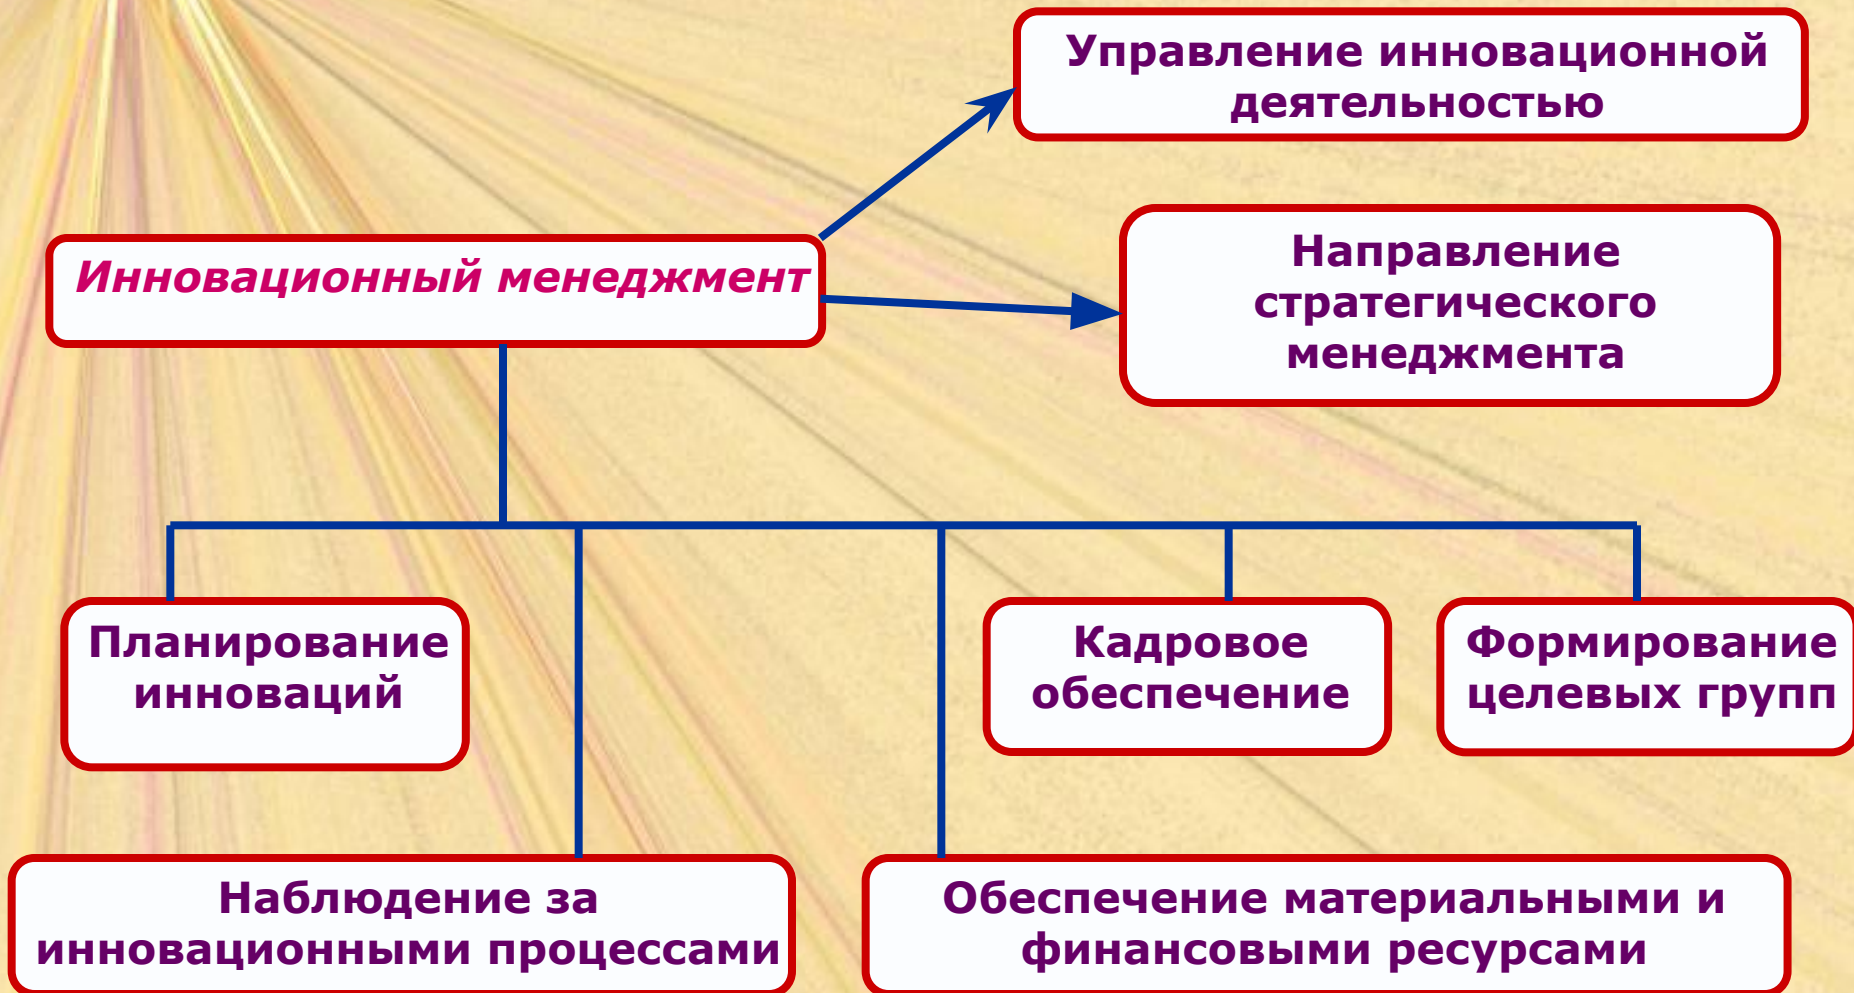 Управление инновационной
деятельностью
Инновационный менеджмент
Направление
стратегического
менеджмента
Планирование
инноваций
Кадровое
обеспечение
Формирование
целевых групп
Наблюдение за
инновационными процессами
Обеспечение материальными и
финансовыми ресурсами